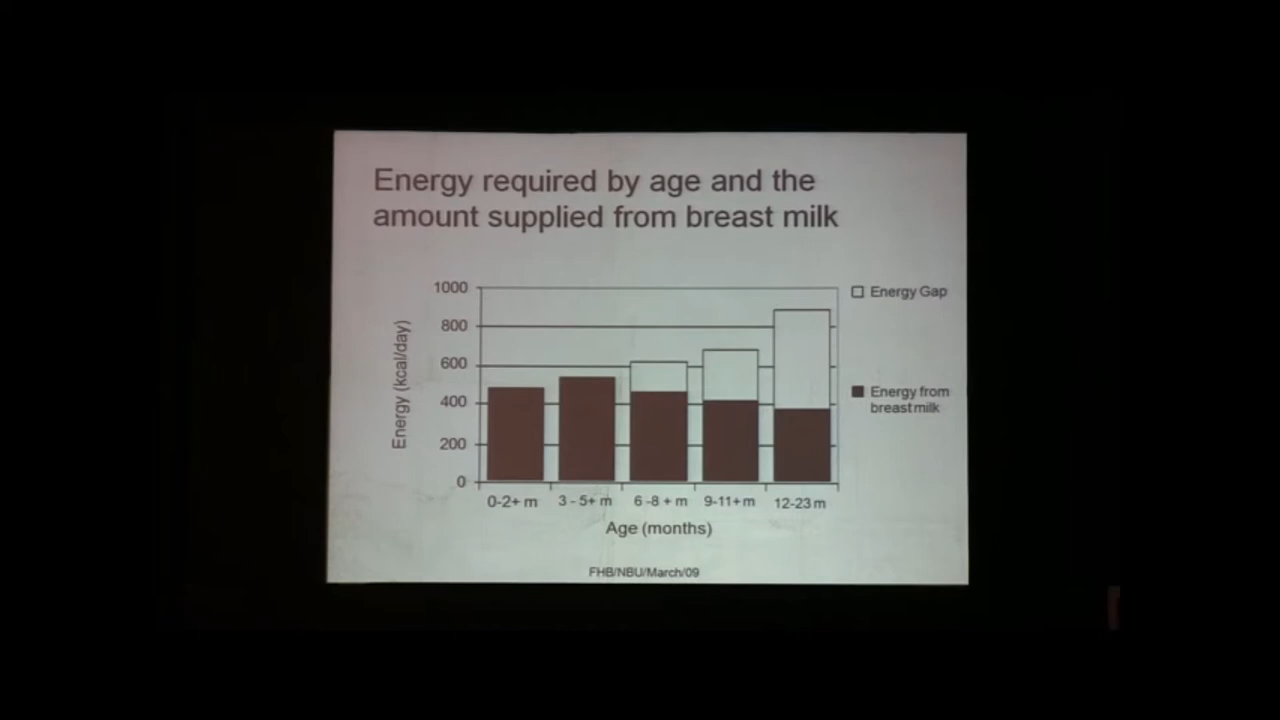 Energy required by age and the
amount supplied from breast milk
1000
800
600
400
200
0
Energy (kcal/day)
0-2+ m
3 - 5+ m
6 -8 + m
9-11+m
12-23 m
Age (months)
Energy Gap
Energy from
breast milk
FHB/NBU/March/09